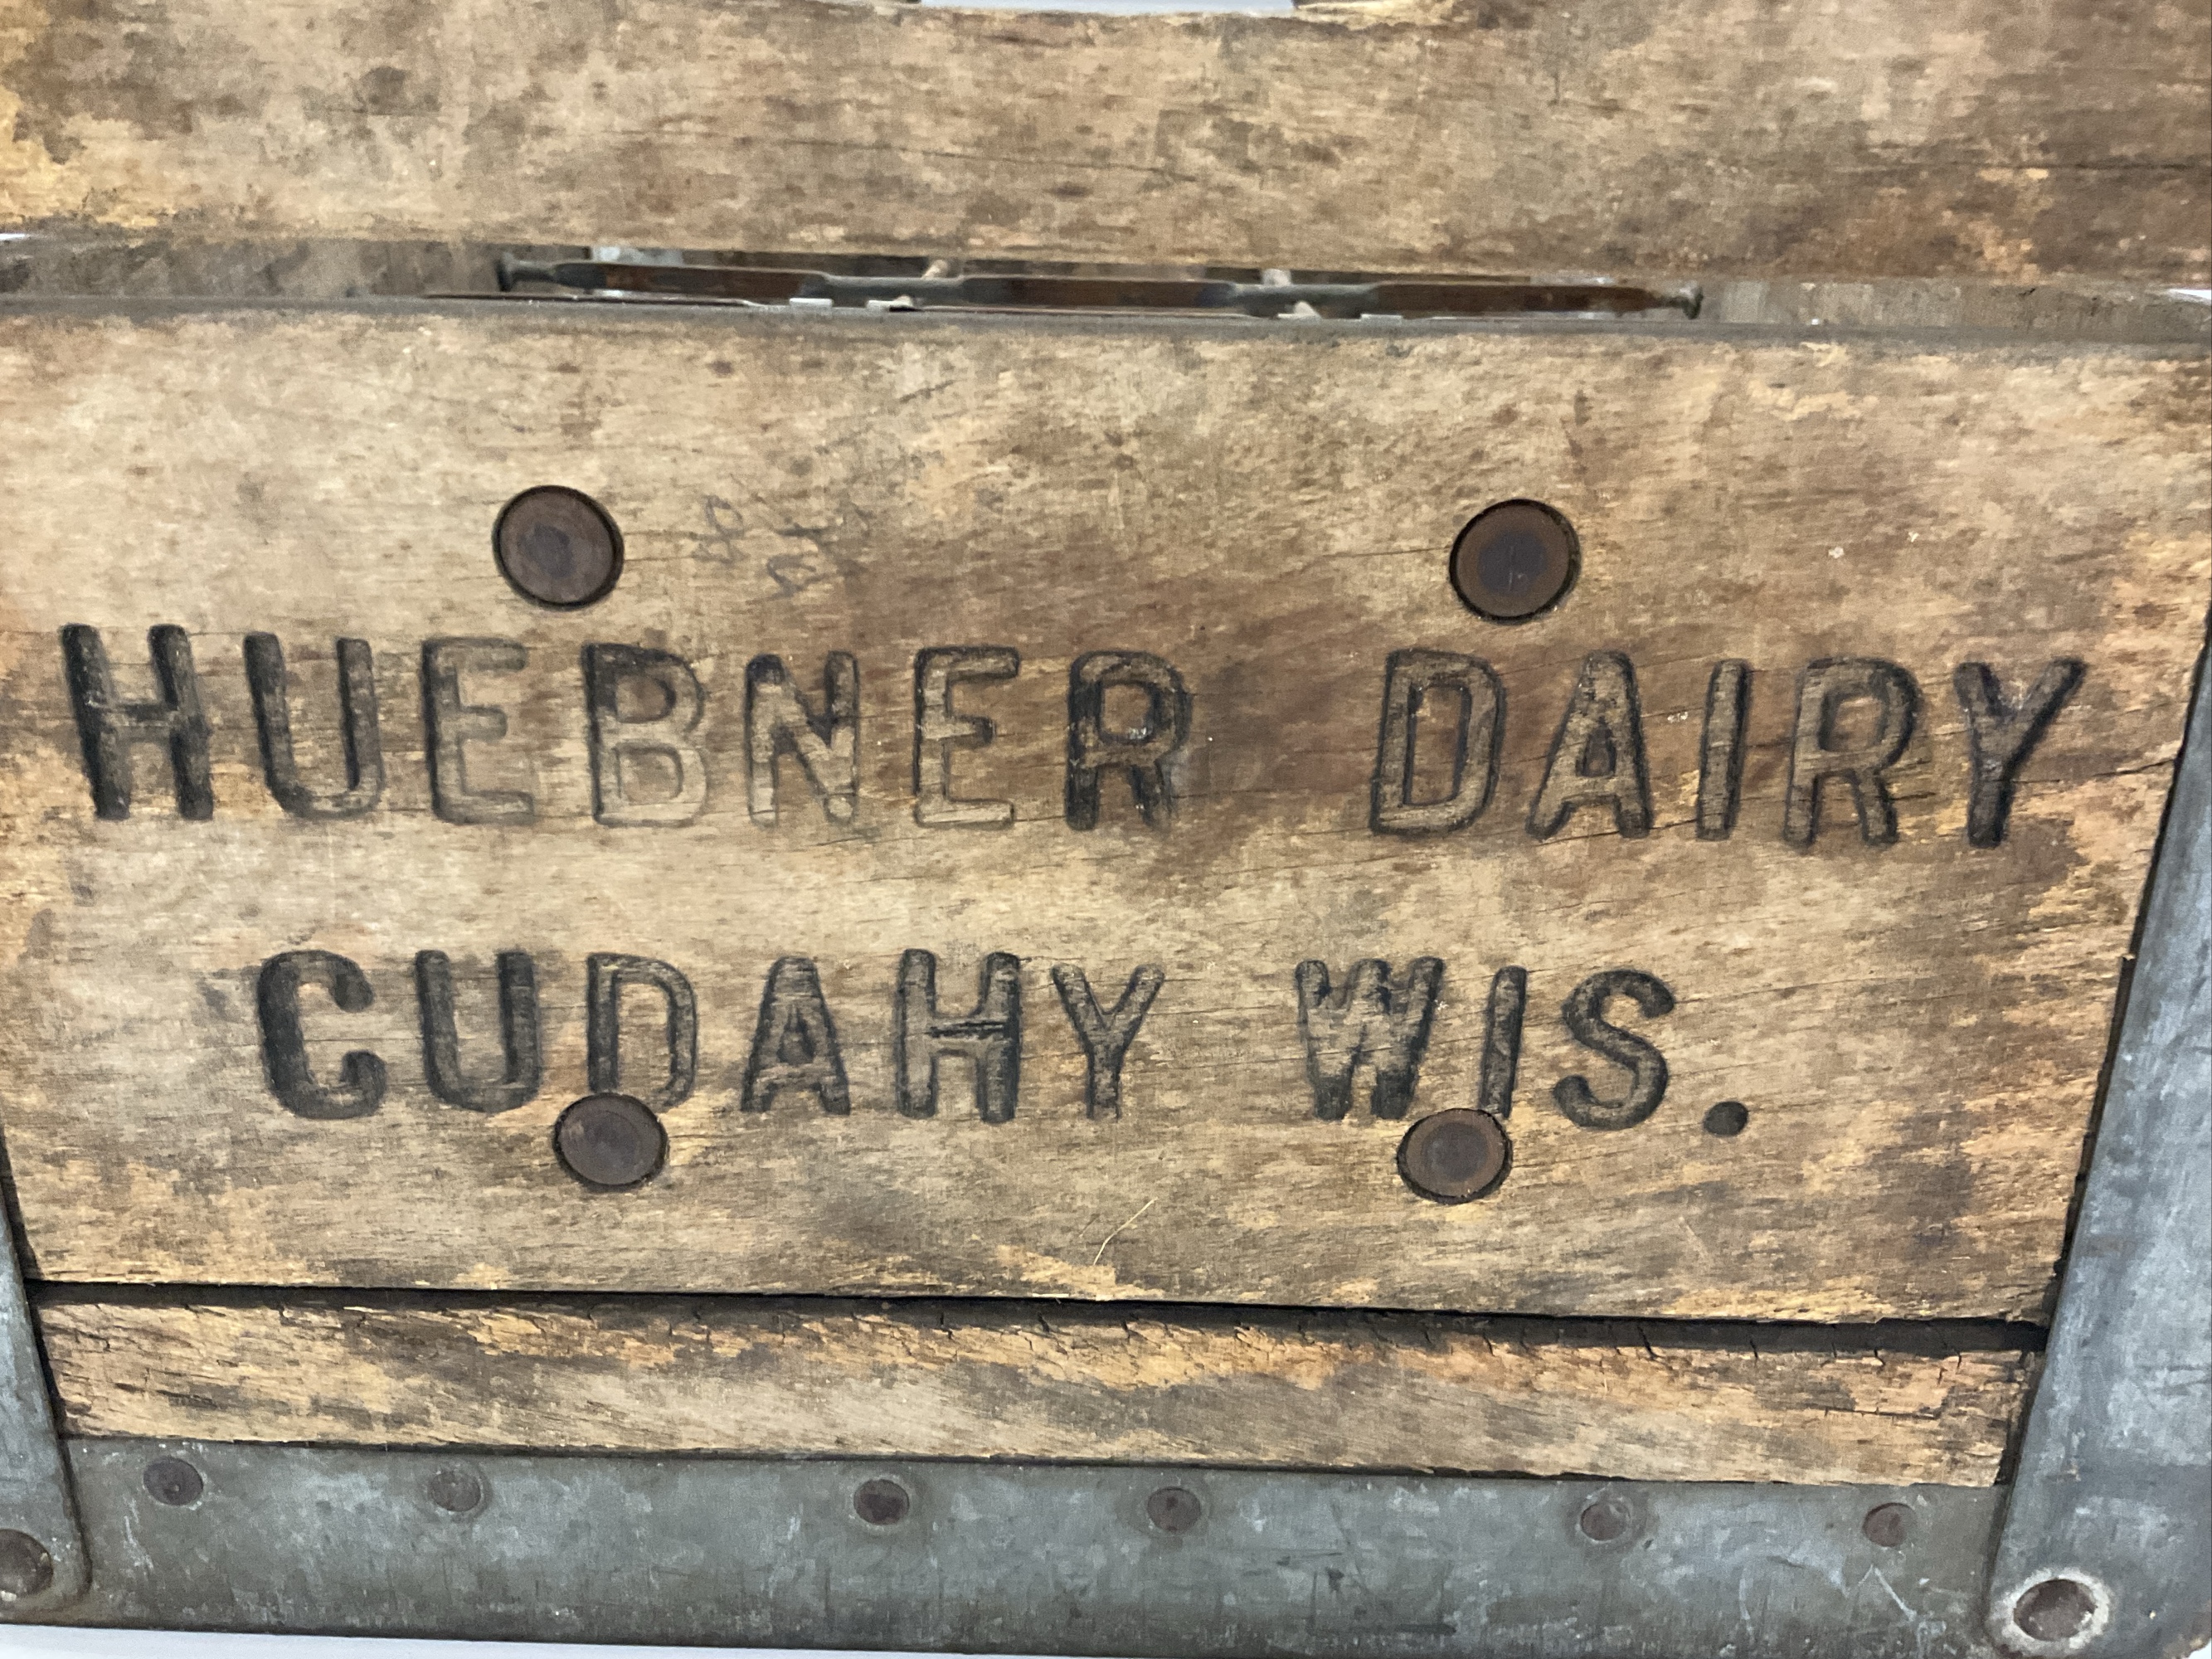 HUEBNER DAIRY
CUDAHY WIS.